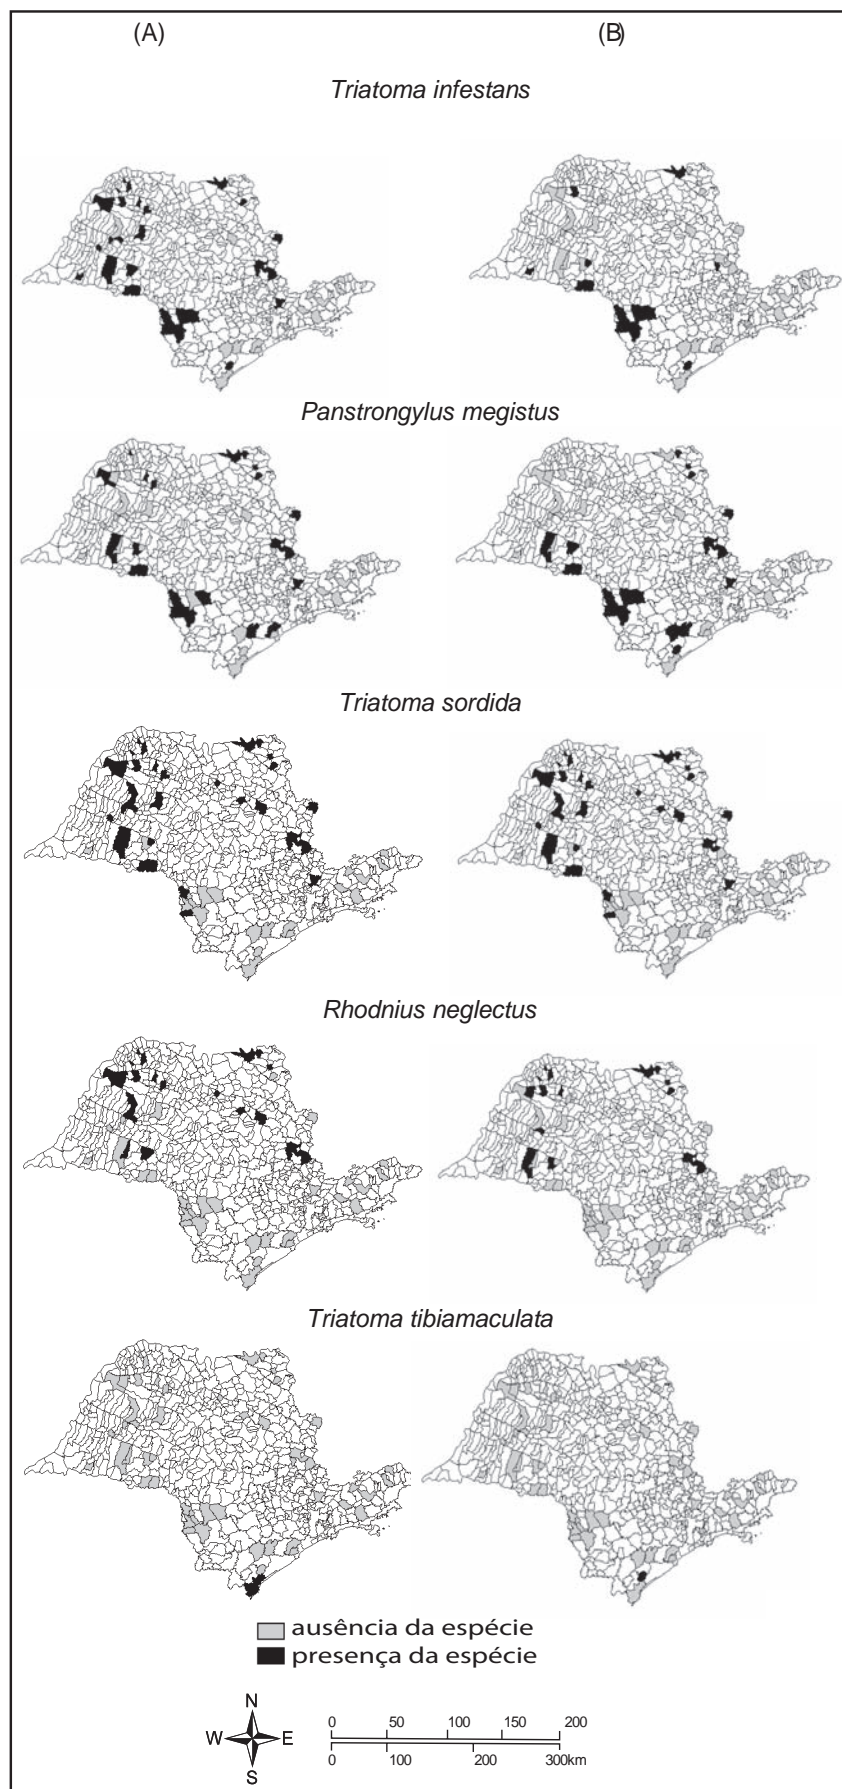 (A) (B)
Triatoma infestans
Panstrongylus megistus
Triatoma sordida
Rhodnius neglectus
Triatoma tibiamaculata
ausência da espécie
presença da espécie
N
W E
S
0 50 100 150 200
0 100 200 300km